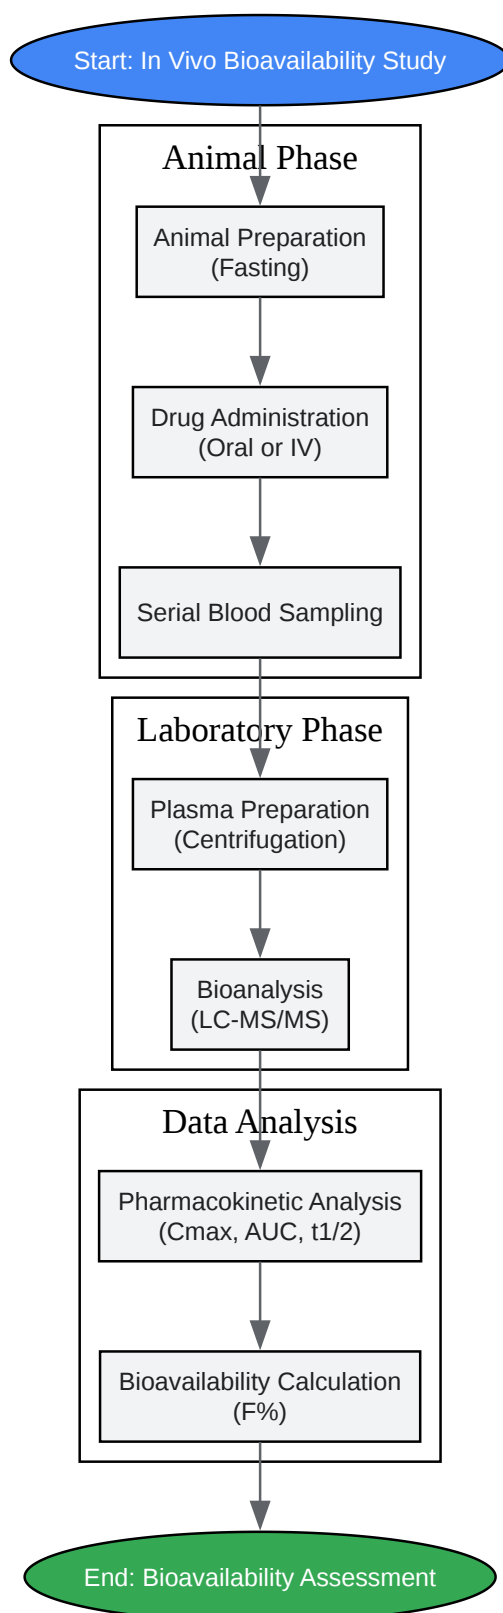 Start: In Vivo Bioavailability Study
Animal Phase
Animal Preparation
(Fasting)
Drug Administration
(Oral or IV)
Serial Blood Sampling
Laboratory Phase
Plasma Preparation
(Centrifugation)
Bioanalysis
(LC-MS/MS)
Data Analysis
Pharmacokinetic Analysis
(Cmax, AUC, t1/2)
Bioavailability Calculation
(F%)
End: Bioavailability Assessment